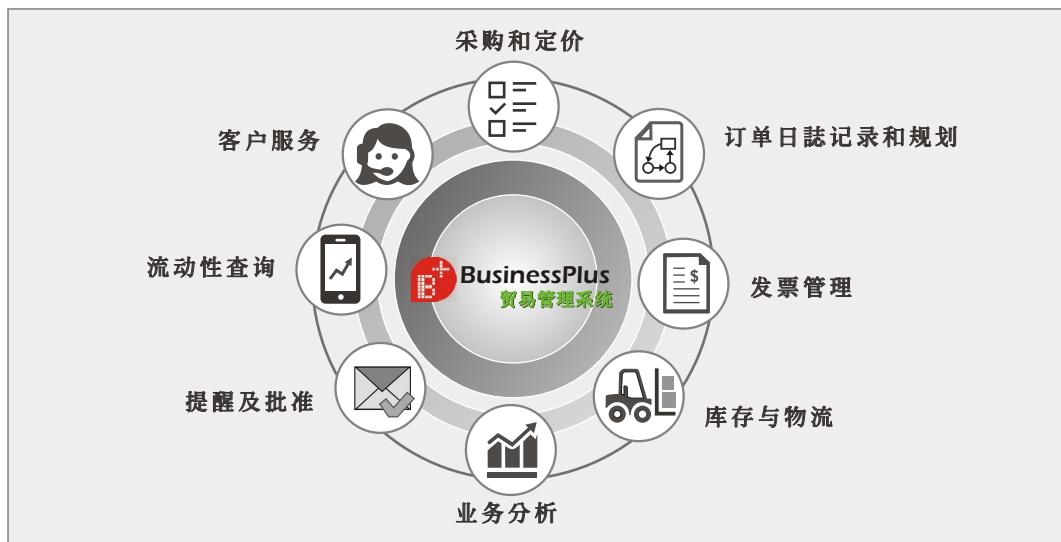 采购和定价
客户服务
订单日誌记录和规划
流动性查询
B+
BusinessPlus
贸易管理系统
$
发票管理
提醒及批准
库存与物流
业务分析